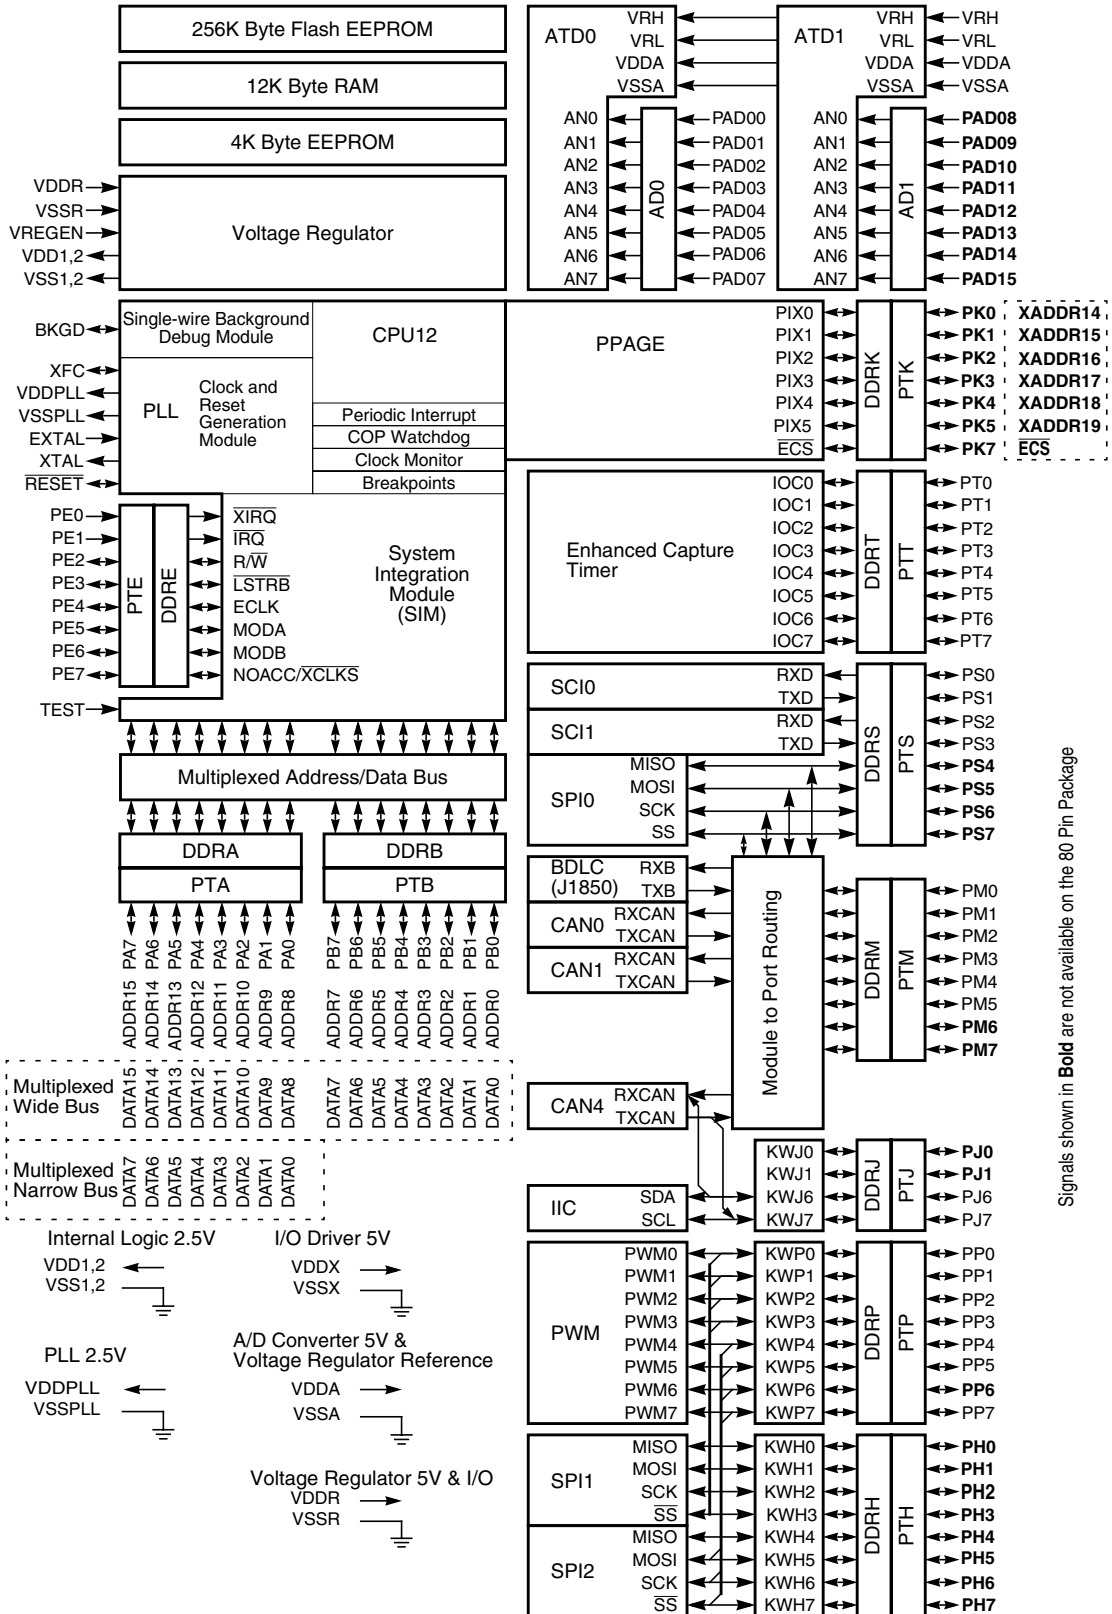 256K Byte Flash EEPROM
12K Byte RAM
4K Byte EEPROM
VDDR
VSSR
VREGEN
VDD1,2
VSS1,2
Voltage Regulator
ATD0
VRH
VRL
VDDA
VSSA
AN0
AN1
AN2
AN3
AN4
AN5
AN6
AN7
AD0
PAD00
PAD01
PAD02
PAD03
PAD04
PAD05
PAD06
PAD07
ATD1
VRH
VRL
VDDA
VSSA
VRH
VRL
VDDA
VSSA
AN0
AN1
AN2
AN3
AN4
AN5
AN6
AN7
AD1
PAD08
PAD09
PAD10
PAD11
PAD12
PAD13
PAD14
PAD15
BKGD
XFC
VDDPLL
VSSPLL
EXTAL
XTAL
RESET
Single-wire Background
Debug Module
CPU12
PLL
Clock and
Reset
Generation
Module
Periodic Interrupt
COP Watchdog
Clock Monitor
Breakpoints
PE0
PE1
PE2
PE3
PE4
PE5
PE6
PE7
TEST
PTE
DDRE
XIRQ
IRQ
R/W
LSTRB
ECLK
MODA
MODB
NOACC/XCLKS
System
Integration
Module
(SIM)
PPAGE
PIX0
PIX1
PIX2
PIX3
PIX4
PIX5
ECS
DDRK
PTK
PK0 XADDR14
PK1 XADDR15
PK2 XADDR16
PK3 XADDR17
PK4 XADDR18
PK5 XADDR19
PK7 ECS
Enhanced Capture
Timer
IOC0
IOC1
IOC2
IOC3
IOC4
IOC5
IOC6
IOC7
DDRT
PTT
PT0
PT1
PT2
PT3
PT4
PT5
PT6
PT7
SCI0
RXD
TXD
SCI1
RXD
TXD
SPI0
MISO
MOSI
SCK
SS
DDRS
PTS
PS0
PS1
PS2
PS3
PS4
PS5
PS6
PS7
Multiplexed Address/Data Bus
DDRA
PTA
DDRB
PTB
PA7
PA6
PA5
PA4
PA3
PA2
PA1
PA0
PB7
PB6
PB5
PB4
PB3
PB2
PB1
PB0
ADDR15
ADDR14
ADDR13
ADDR12
ADDR11
ADDR10
ADDR9
ADDR8
ADDR7
ADDR6
ADDR5
ADDR4
ADDR3
ADDR2
ADDR1
ADDR0
Multiplexed
Wide Bus
DATA15
DATA14
DATA13
DATA12
DATA11
DATA10
DATA9
DATA8
DATA7
DATA6
DATA5
DATA4
DATA3
DATA2
DATA1
DATA0
Multiplexed
Narrow Bus
DATA7
DATA6
DATA5
DATA4
DATA3
DATA2
DATA1
DATA0
BDLC
(J1850)
RXB
TXB
CAN0
RXCAN
TXCAN
CAN1
RXCAN
TXCAN
CAN4
RXCAN
TXCAN
Module to Port Routing
DDRM
PTM
PM0
PM1
PM2
PM3
PM4
PM5
PM6
PM7
IIC
SDA
SCL
KWJ0
KWJ1
KWJ6
KWJ7
DDRJ
PTJ
PJ0
PJ1
PJ6
PJ7
PWM
PWM0
PWM1
PWM2
PWM3
PWM4
PWM5
PWM6
PWM7
KWP0
KWP1
KWP2
KWP3
KWP4
KWP5
KWP6
KWP7
DDRP
PTP
PP0
PP1
PP2
PP3
PP4
PP5
PP6
PP7
SPI1
MISO
MOSI
SCK
SS
SPI2
MISO
MOSI
SCK
SS
KWH0
KWH1
KWH2
KWH3
KWH4
KWH5
KWH6
KWH7
DDRH
PTH
PH0
PH1
PH2
PH3
PH4
PH5
PH6
PH7
Internal Logic 2.5V
VDD1,2
VSS1,2
I/O Driver 5V
VDDX
VSSX
PLL 2.5V
VDDPLL
VSSPLL
A/D Converter 5V &
Voltage Regulator Reference
VDDA
VSSA
Voltage Regulator 5V & I/O
VDDR
VSSR
Signals shown in Bold are not available on the 80 Pin Package